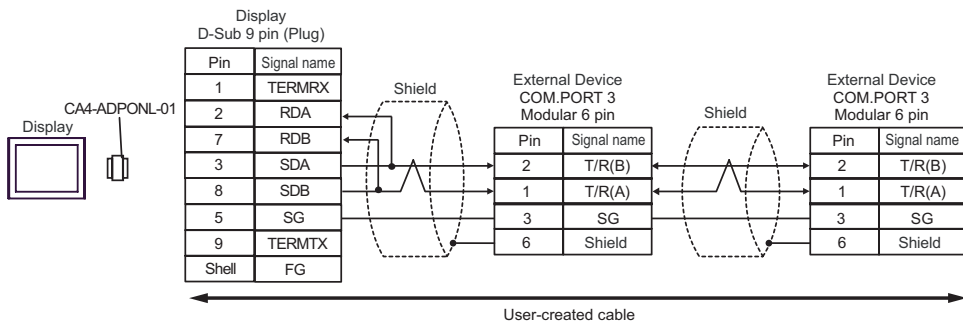 Display
D-Sub 9 pin (Plug)
Pin Signal name
1 TERMRX
2 RDA
7 RDB
3 SDA
8 SDB
5 SG
9 TERMTX
Shell FG
CA4-ADPONL-01
Display
Shield
External Device
COM.PORT 3
Modular 6 pin
Pin Signal name
2 T/R(B)
1 T/R(A)
3 SG
6 Shield
Shield
External Device
COM.PORT 3
Modular 6 pin
Pin Signal name
2 T/R(B)
1 T/R(A)
3 SG
6 Shield
User-created cable